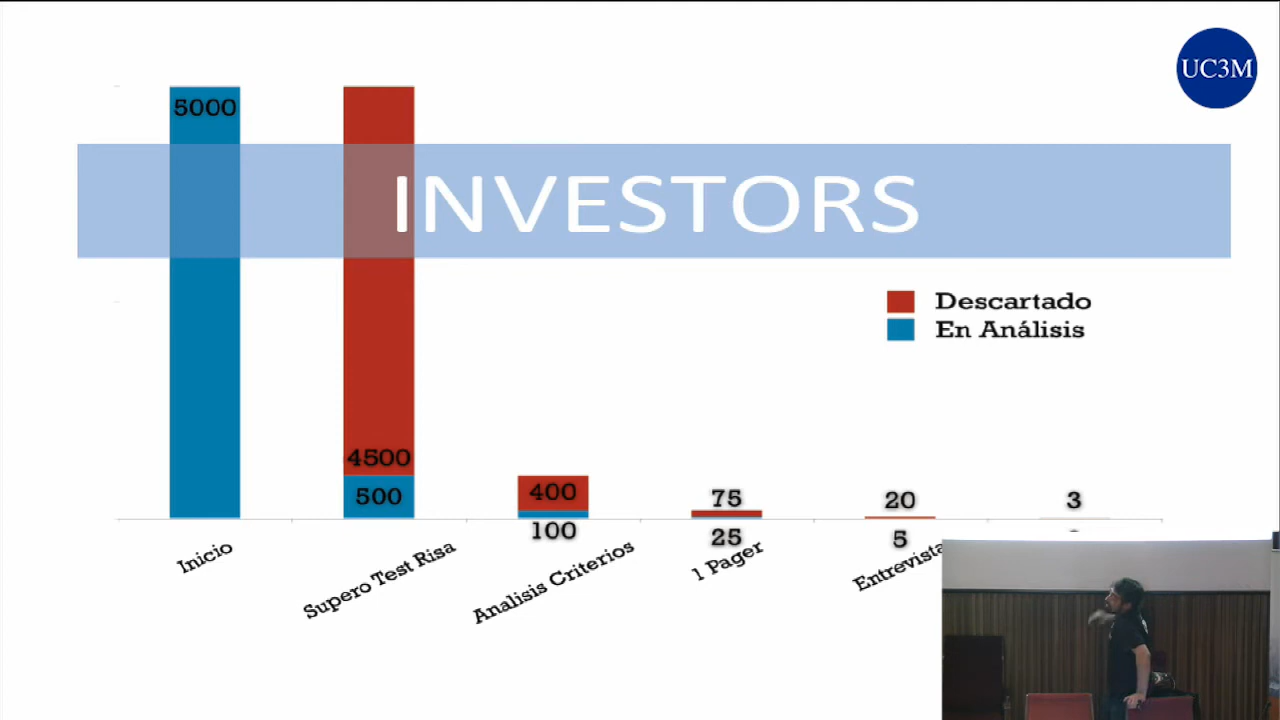 UC3M
5000
INVESTORS
Descartado
En Análisis
4500
500
400
100
75
25
20
5
3
Inicio
Supero Test Risa
Analisis Criterios
1 Pager
Entrevista